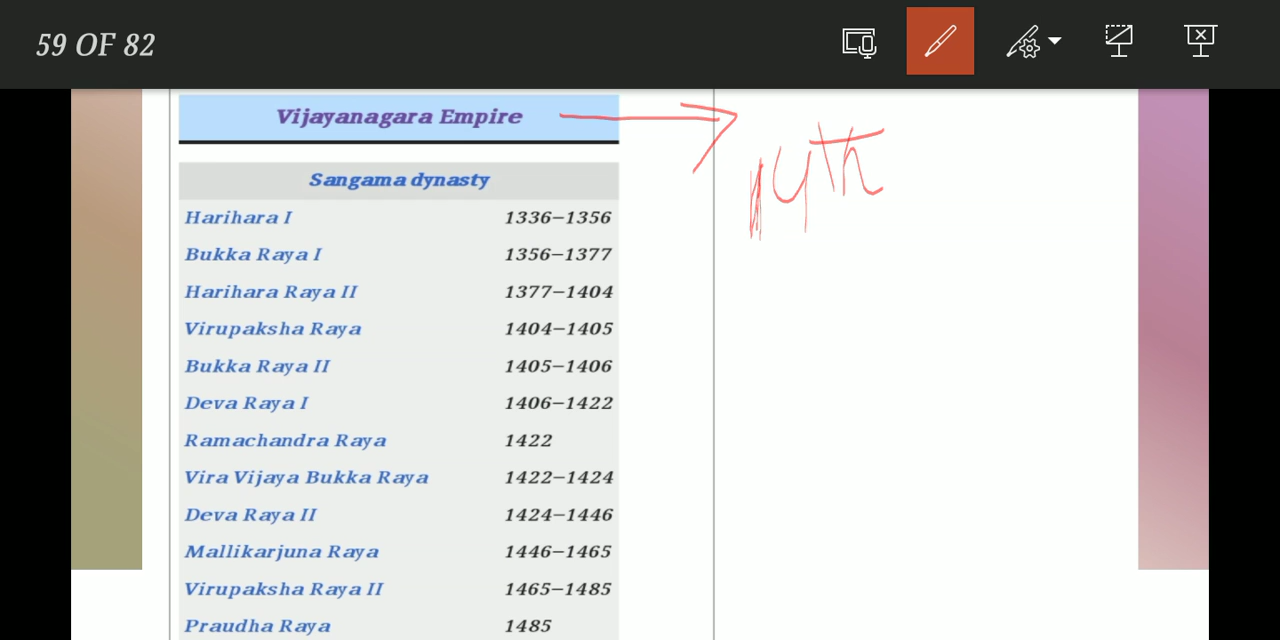 59 OF 82
Vijayanagara Empire
14th
Sangama dynasty
Harihara I 1336–1356
Bukka Raya I 1356–1377
Harihara Raya II 1377–1404
Virupaksha Raya 1404–1405
Bukka Raya II 1405–1406
Deva Raya I 1406–1422
Ramachandra Raya 1422
Vira Vijaya Bukka Raya 1422–1424
Deva Raya II 1424–1446
Mallikarjuna Raya 1446–1465
Virupaksha Raya II 1465–1485
Praudha Raya 1485